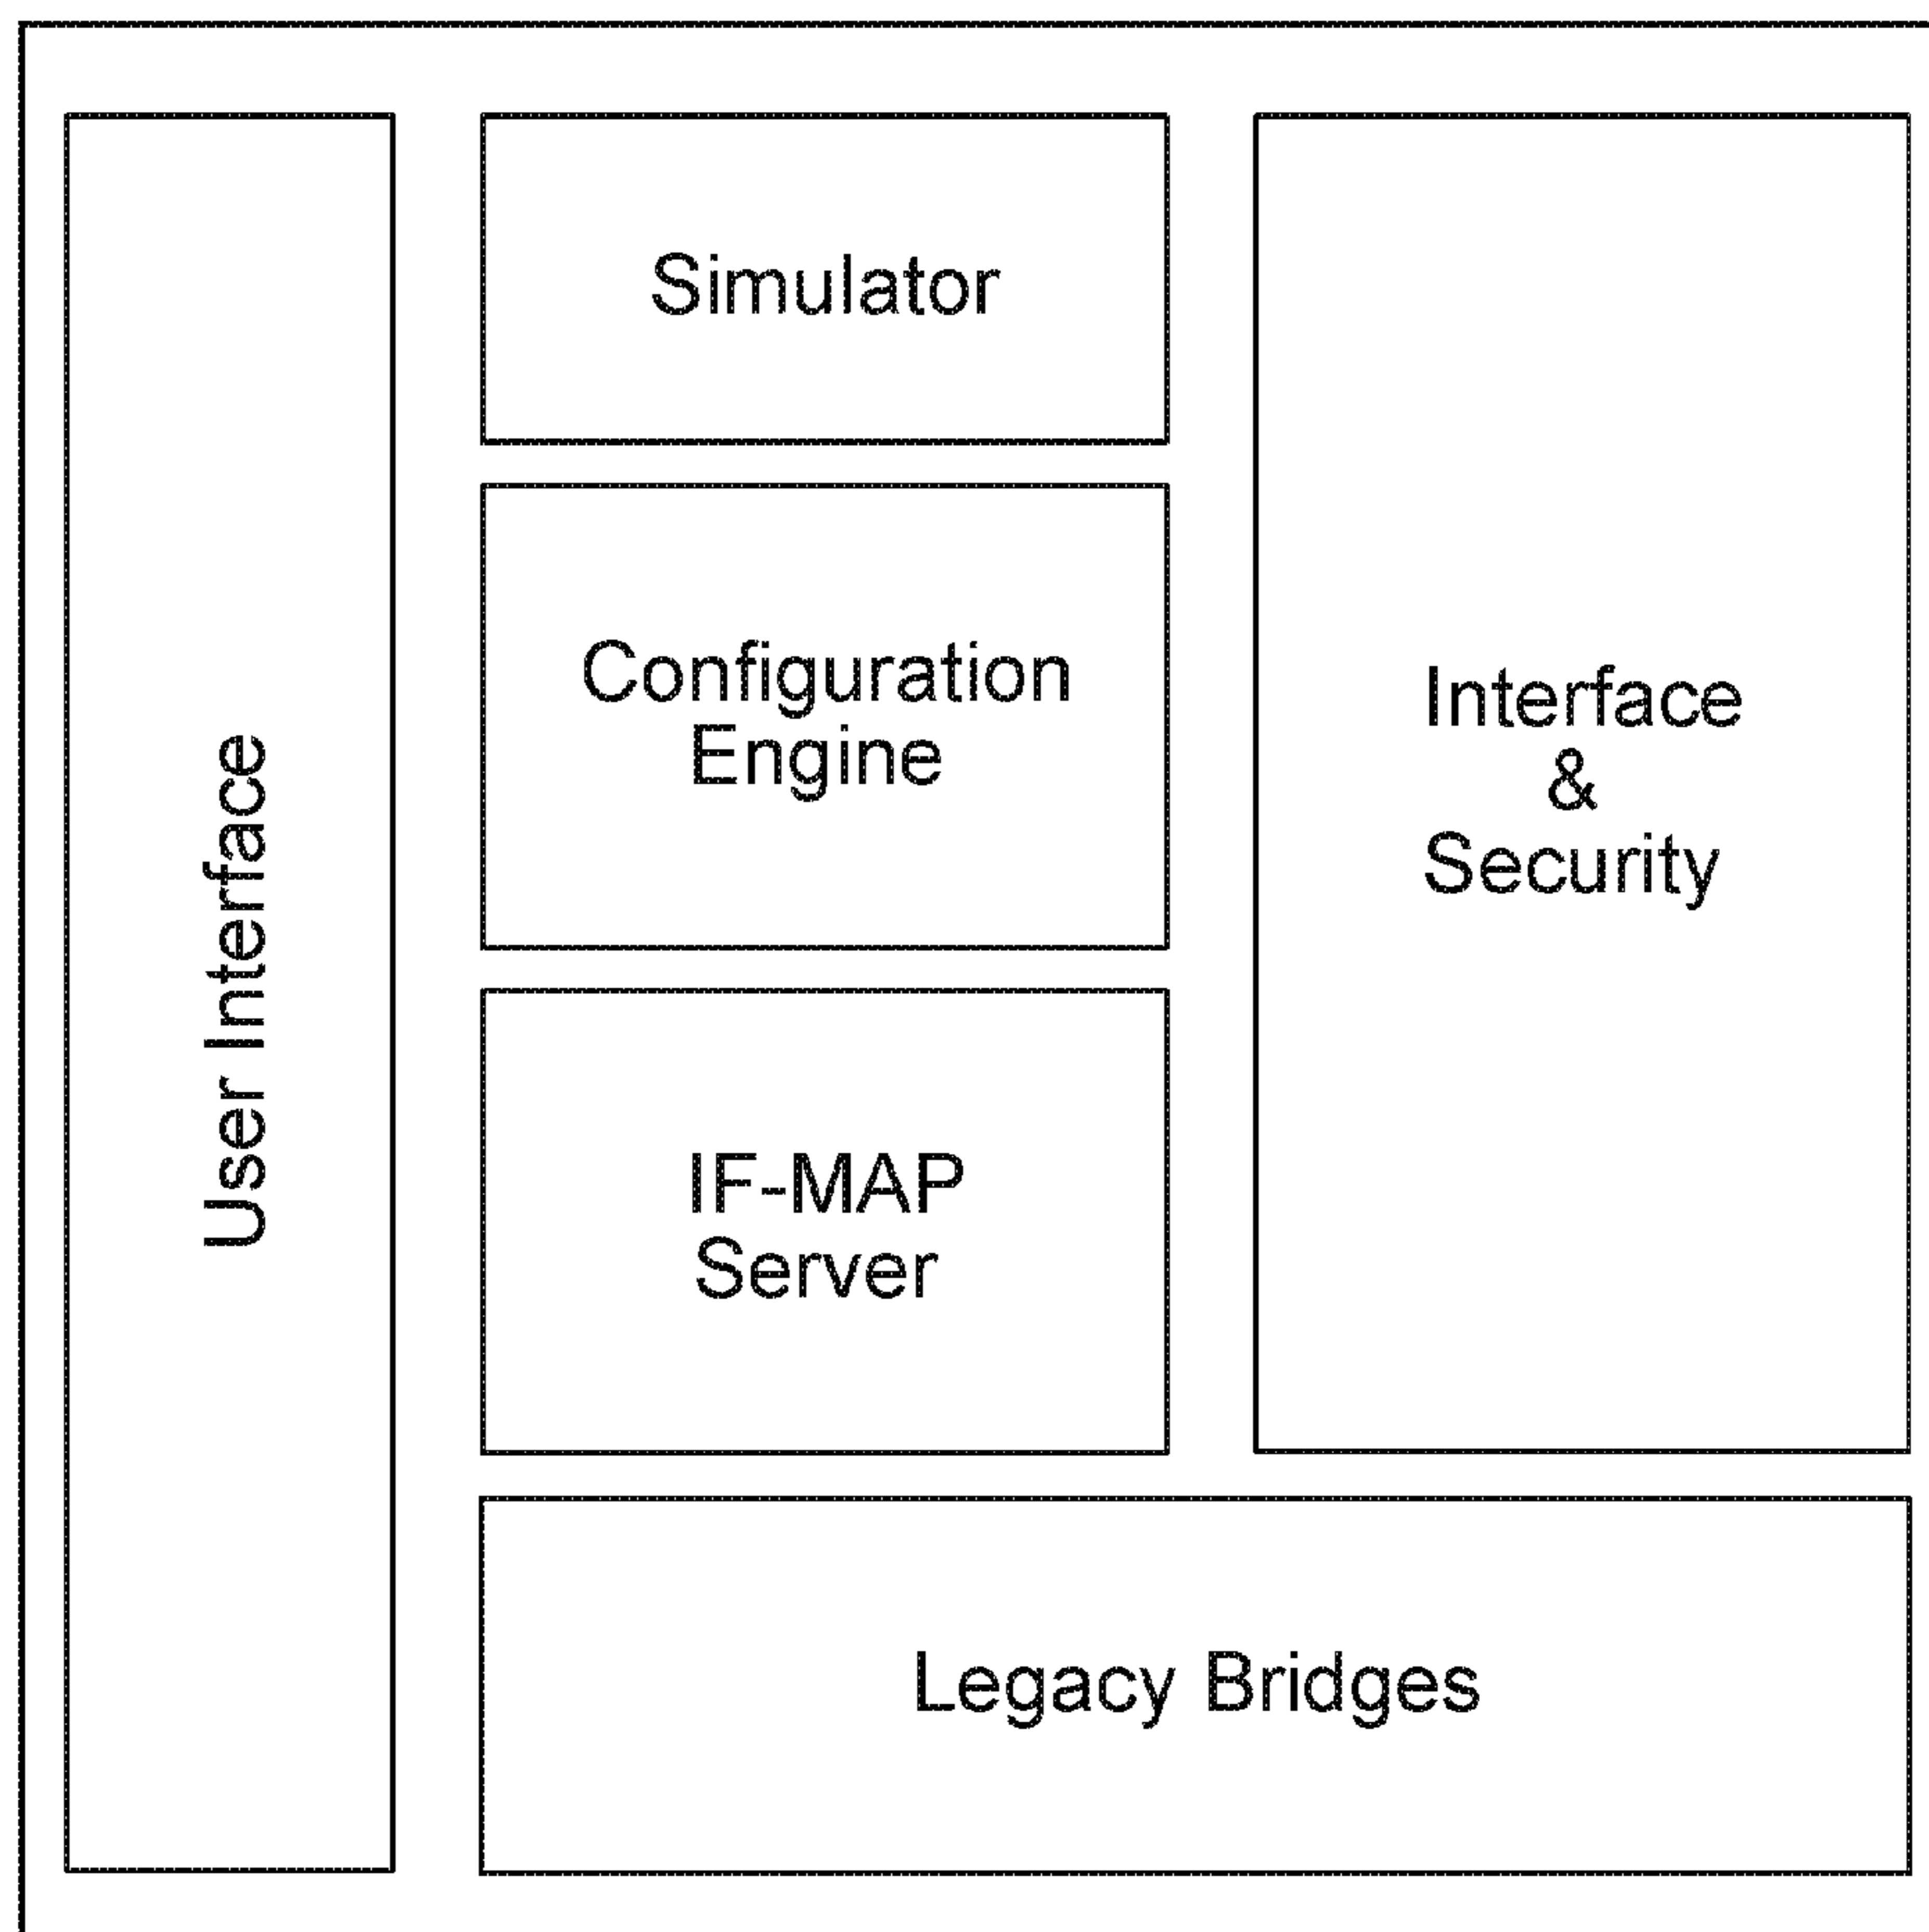 User Interface
Simulator
Configuration
Engine
IF-MAP
Server
Interface
&
Security
Legacy Bridges